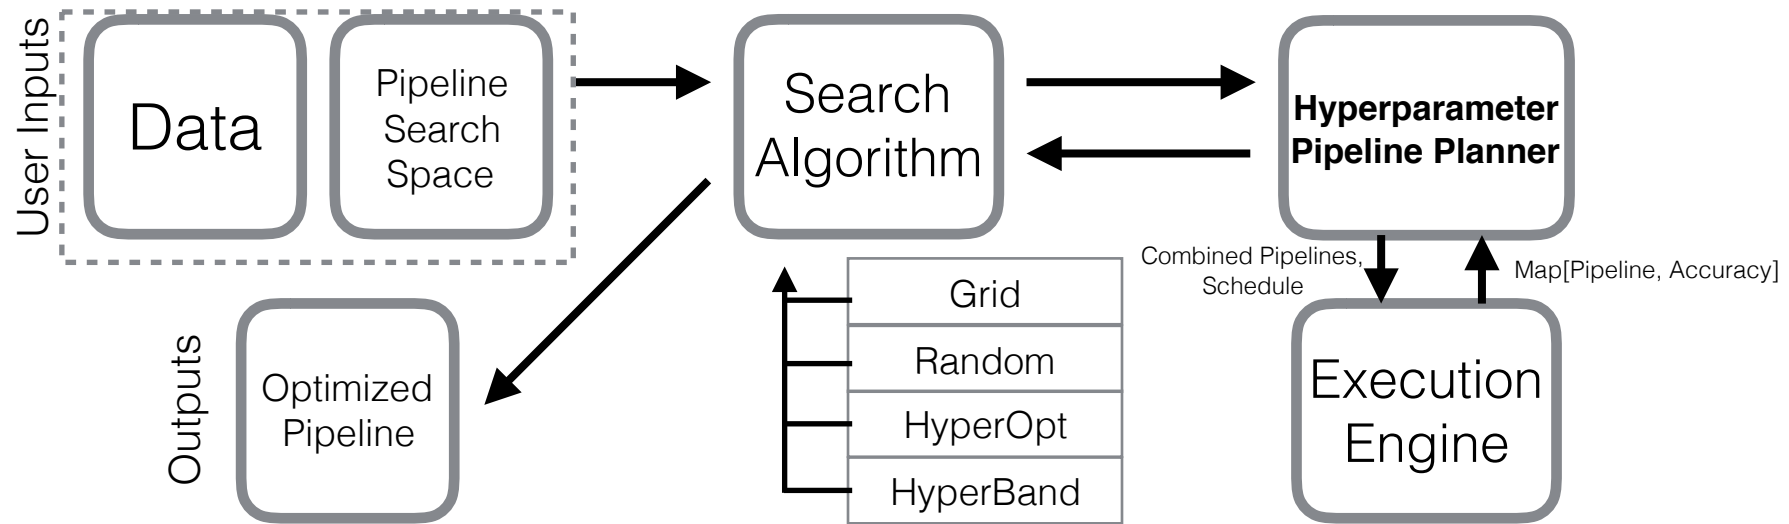 User Inputs
Data
Pipeline
Search
Space
Search
Algorithm
Hyperparameter
Pipeline Planner
Combined Pipelines,
Schedule
Map[Pipeline, Accuracy]
Outputs
Optimized
Pipeline
Grid
Random
HyperOpt
HyperBand
Execution
Engine